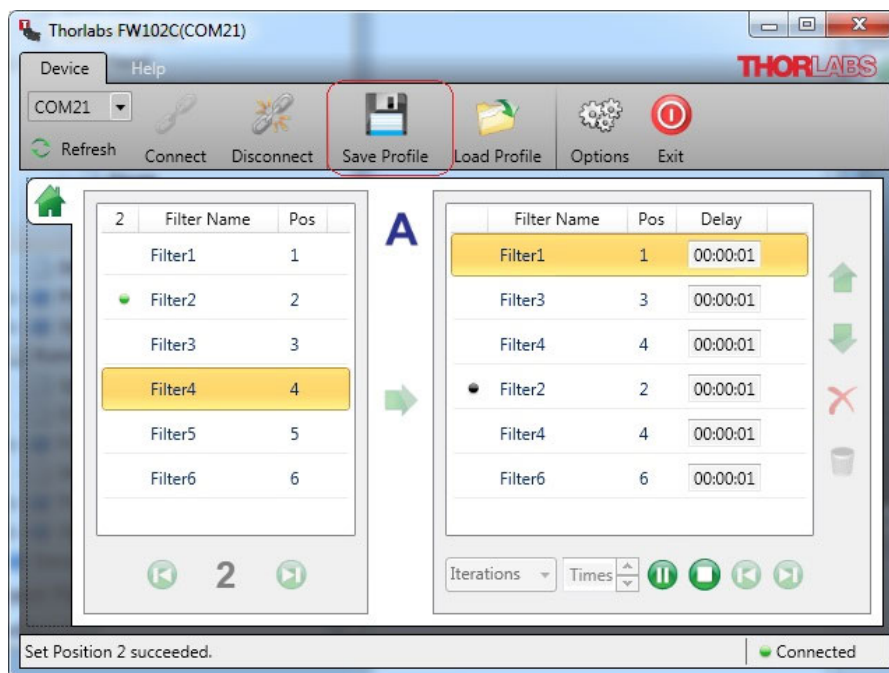 Thorlabs FW102C(COM21)
Device Help
THORLABS
COM21
Refresh Connect Disconnect Save Profile Load Profile Options Exit
2 Filter Name Pos
Filter1 1
Filter2 2
Filter3 3
Filter4 4
Filter5 5
Filter6 6
2
A
Filter Name Pos Delay
Filter1 1 00:00:01
Filter3 3 00:00:01
Filter4 4 00:00:01
Filter2 2 00:00:01
Filter4 4 00:00:01
Filter6 6 00:00:01
Iterations Times
Set Position 2 succeeded. Connected